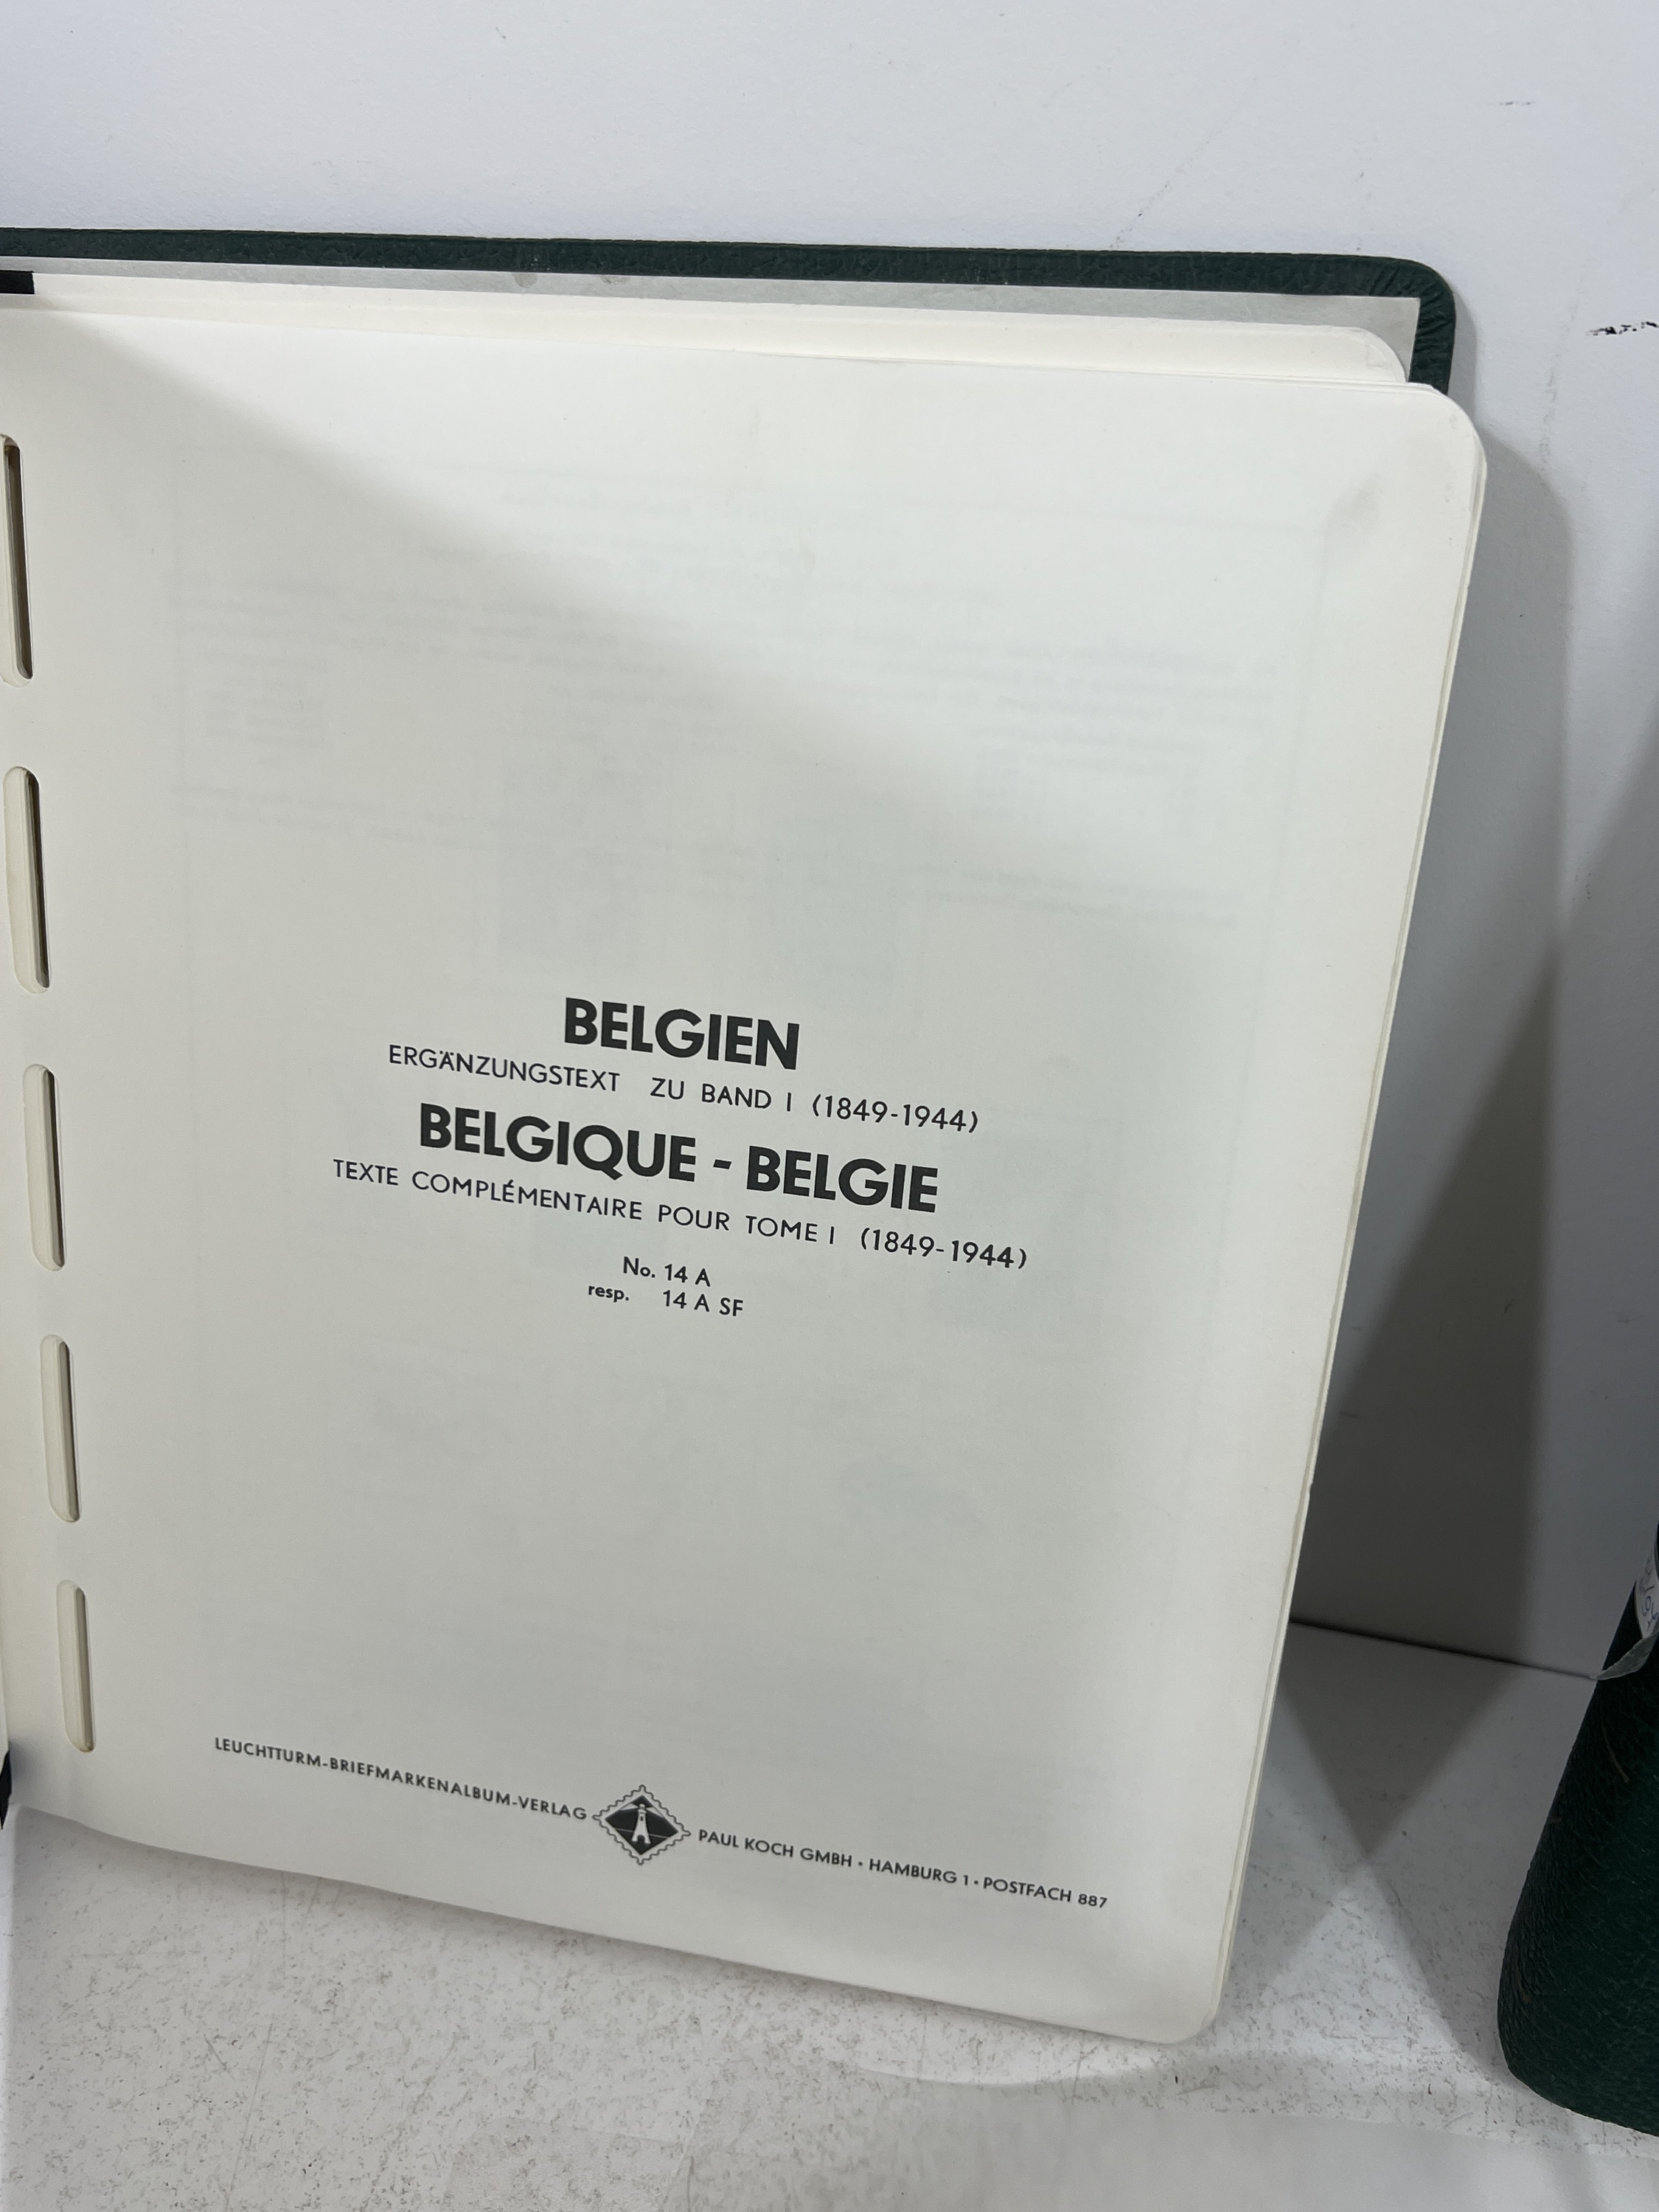 BELGIEN
ERGÄNZUNGSTEXT ZU BAND I (1849-1944)
BELGIQUE - BELGIE
TEXTE COMPLÉMENTAIRE POUR TOME I (1849-1944)
No. 14 A
resp. 14 A SF
LEUCHTTURM-BRIEFMARKENALBUM-VERLAG PAUL KOCH GMBH · HAMBURG 1 · POSTFACH 887